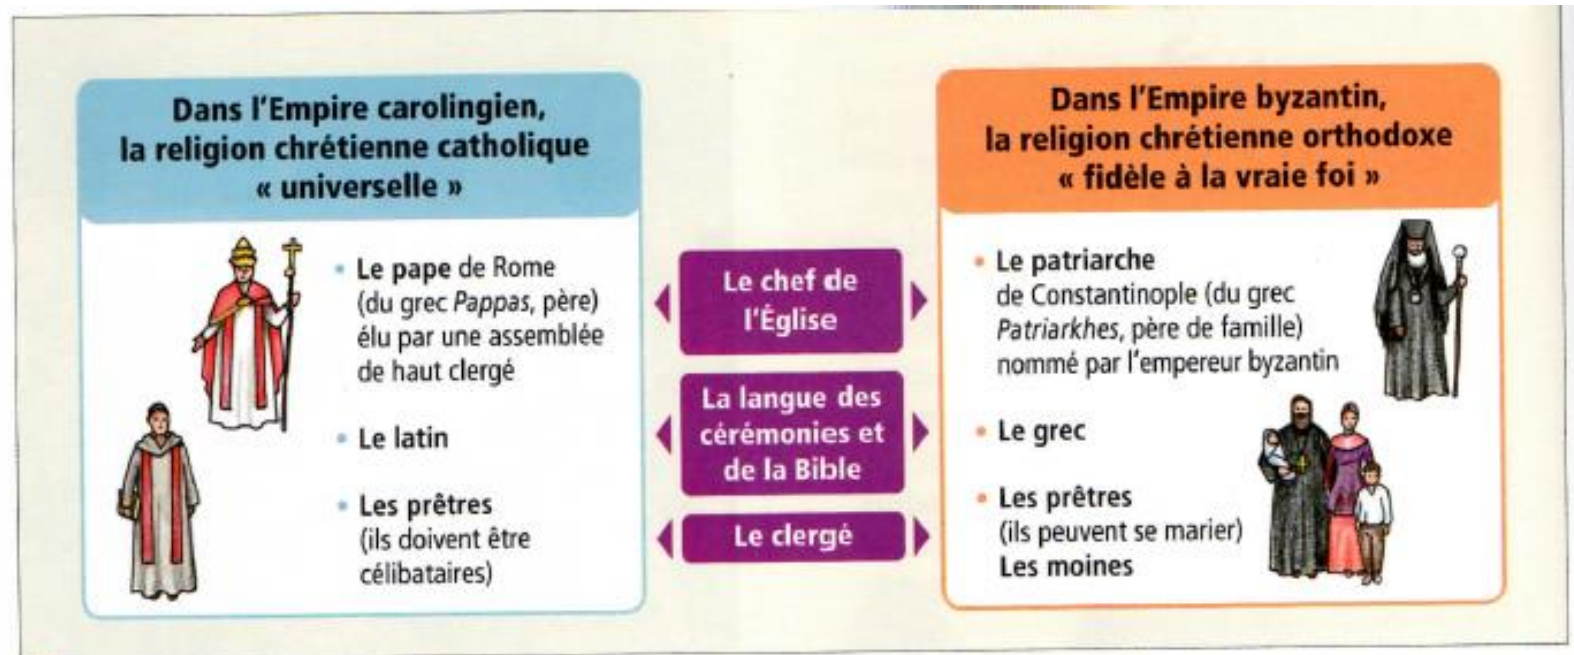 Dans l'Empire carolingien,
la religion chrétienne catholique
« universelle »
• Le pape de Rome
(du grec Pappas, père)
élu par une assemblée
de haut clergé
• Le latin
• Les prêtres
(ils doivent être
célibataires)
Le chef de
l'Église
La langue des
cérémonies et
de la Bible
Le clergé
Dans l'Empire byzantin,
la religion chrétienne orthodoxe
« fidèle à la vraie foi »
• Le patriarche
de Constantinople (du grec
Patriarkhes, père de famille)
nommé par l'empereur byzantin
• Le grec
• Les prêtres
(ils peuvent se marier)
Les moines